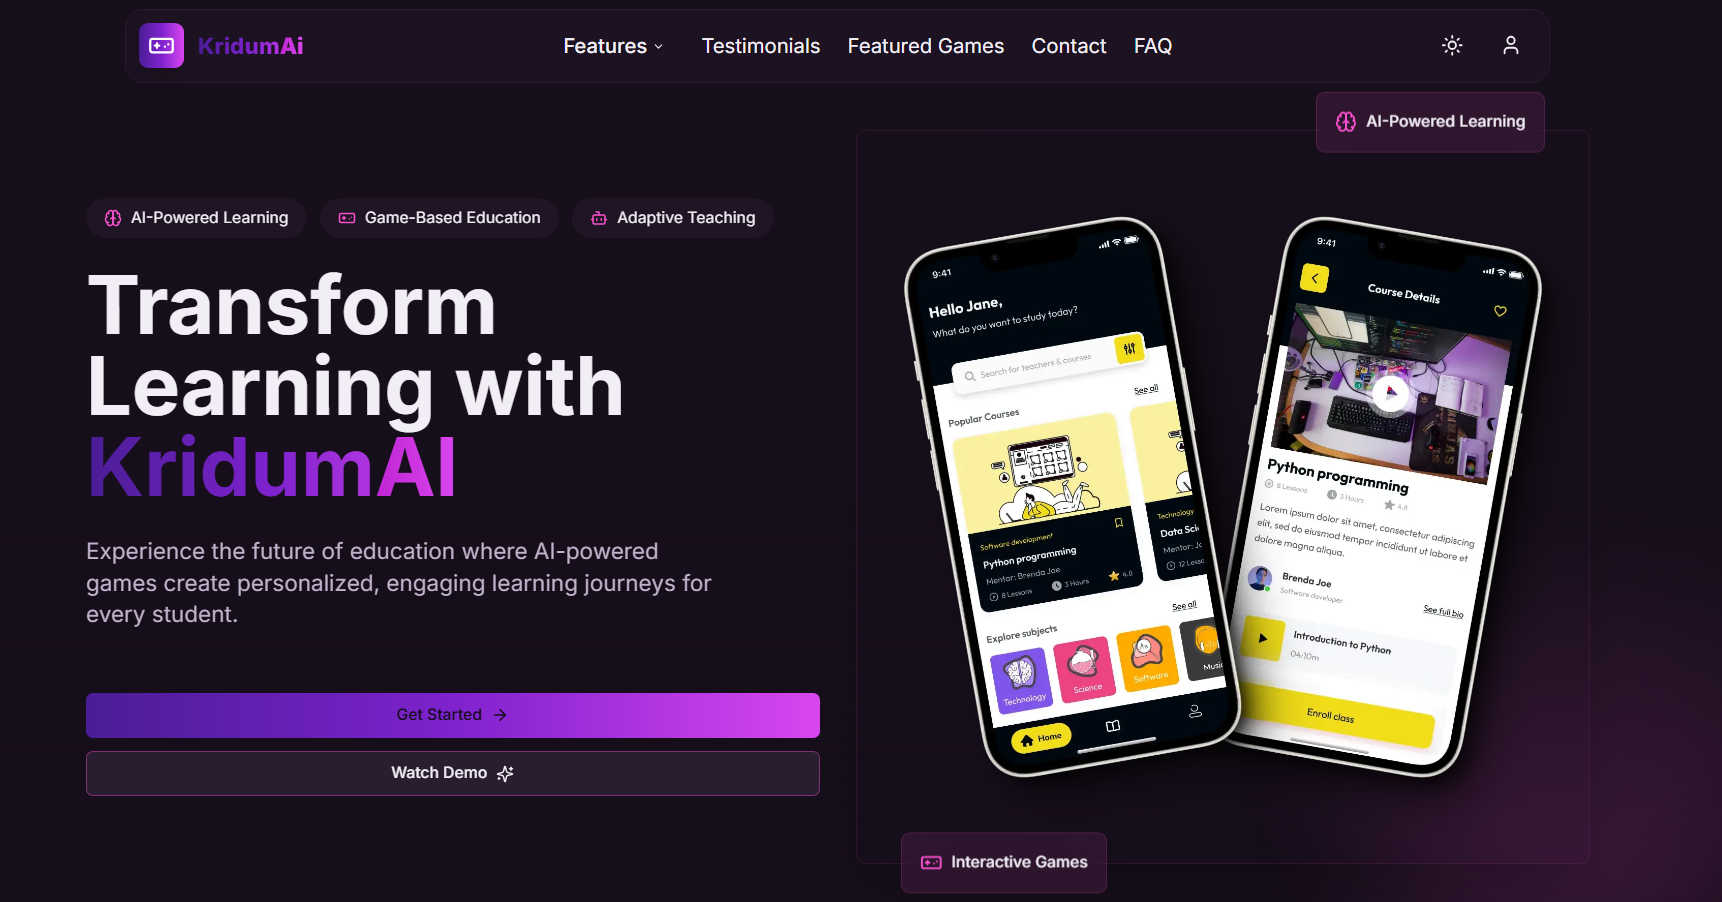 KridumAi
Features
Testimonials
Featured Games
Contact
FAQ
AI-Powered Learning
AI-Powered Learning
Game-Based Education
Adaptive Teaching
Transform
Learning with
KridumAI
Experience the future of education where AI-powered
games create personalized, engaging learning journeys for
every student.
Get Started
Watch Demo
9:41
Hello Jane,
What do you want to study today?
Search for teachers & courses
See all
Popular Courses
Software development
Python programming
Mentor: Brenda Joe
8 Lessons
3 Hours
4.8
Technology
Data Sci
Mentor: Jo
12 Lesso
See all
Explore subjects
Technology
Science
Software
Music
Home
9:41
Course Details
Python programming
8 Lessons
3 Hours
4.8
Lorem ipsum dolor sit amet, consectetur adipiscing
elit, sed do eiusmod tempor incididunt ut labore et
dolore magna aliqua.
Brenda Joe
Software developer
See full bio
Introduction to Python
04:10m
Enroll class
Interactive Games